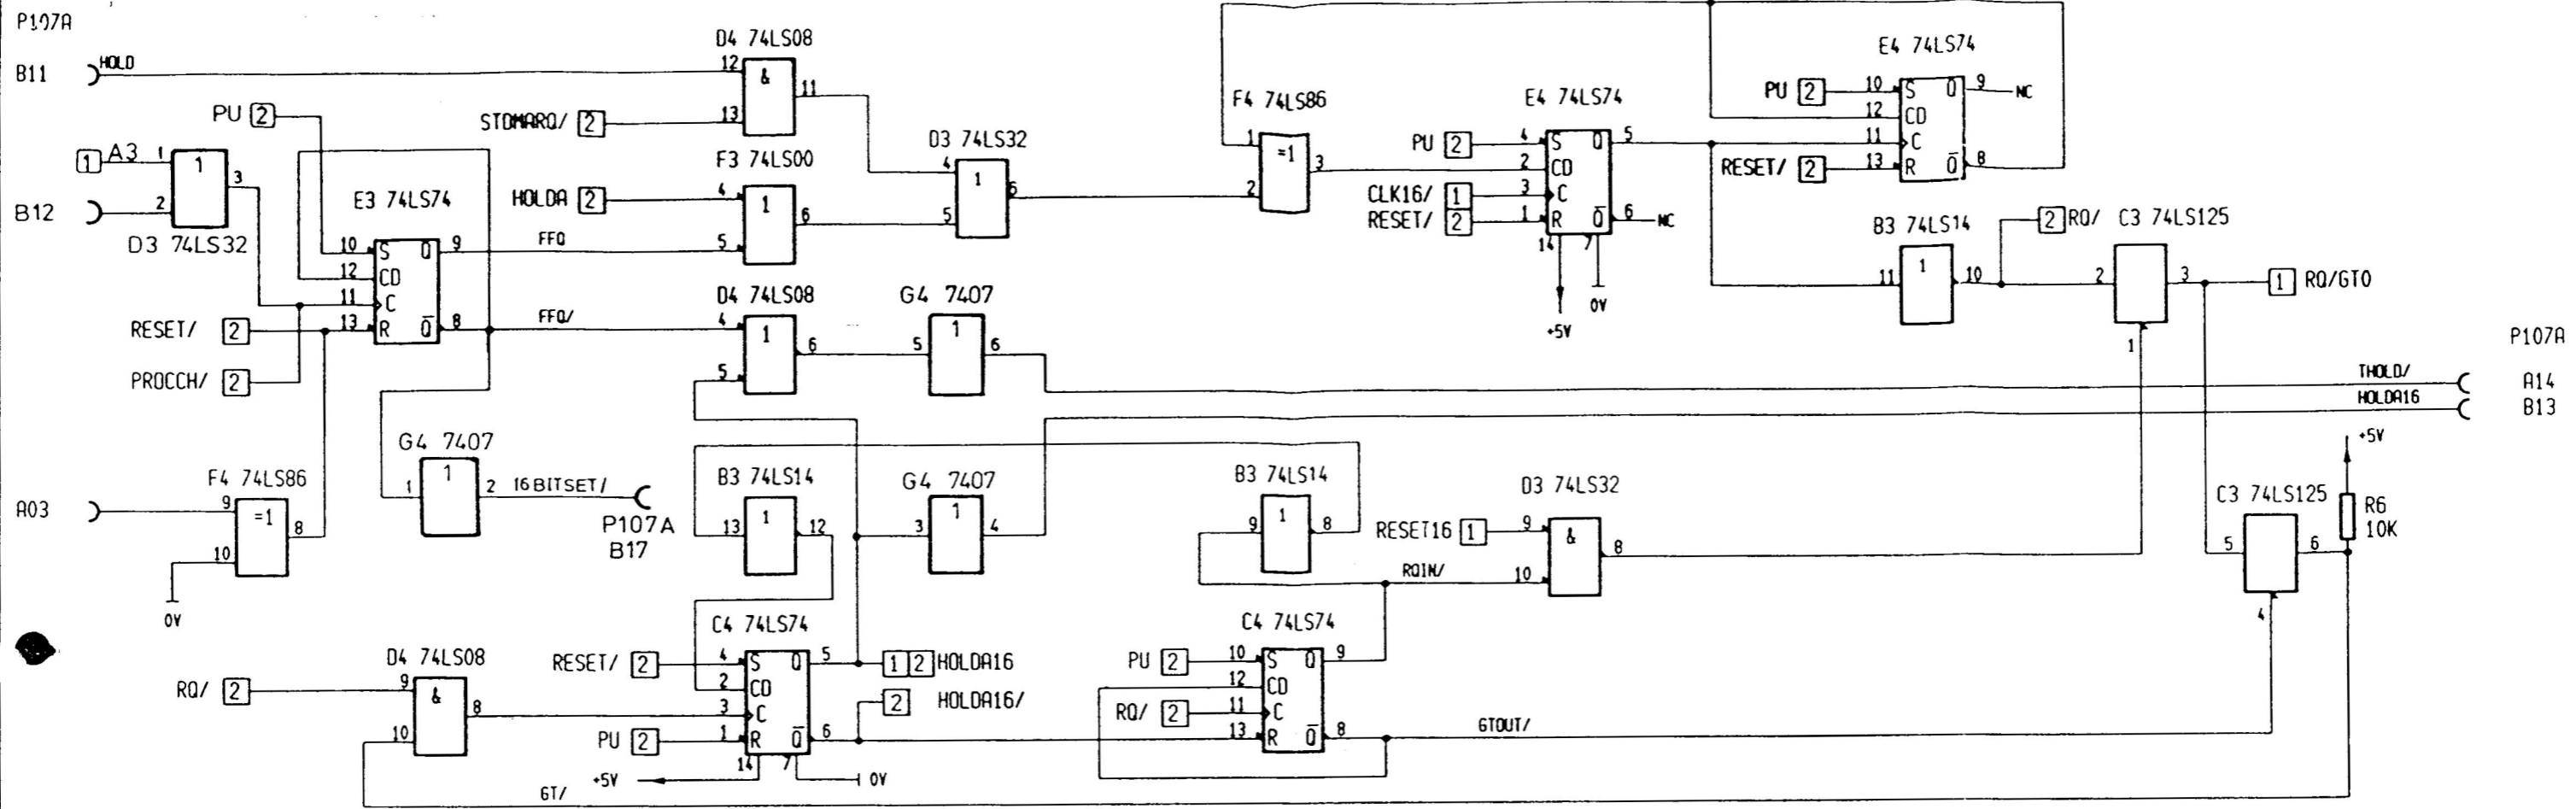 P107A
B11
HOLD
D4 74LS08
12
&
11
13
PU 2
STDMARQ/ 2
1 A3
1
1
3
2
B12
D3 74LS32
E3 74LS74
10 S Q 9
12 CD
11 C
13 R Q 8
RESET/ 2
PROCCH/ 2
F3 74LS00
HOLDA 2
4
1
6
5
FFQ
FFQ/
D3 74LS32
4
1
6
5
D4 74LS08
4
1
6
5
G4 7407
5
1
6
F4 74LS86
1
=1
3
2
E4 74LS74
PU 2
4 S Q 5
2 CD
CLK16/ 1
3 C
RESET/ 2
1 R Q 6
NC
14
7
+5V
0V
E4 74LS74
PU 2
10 S Q 9
NC
12 CD
11 C
RESET/ 2
13 R Q 8
B3 74LS14
11
1
10
2 RQ/
C3 74LS125
2
3
1
1 RQ/GT0
P107A
THOLD/
A14
HOLDA16
B13
A03
F4 74LS86
9
=1
8
10
0V
G4 7407
1
1
2
16BITSET/
P107A
B17
B3 74LS14
13
1
12
G4 7407
3
1
4
B3 74LS14
9
1
8
D3 74LS32
RESET16 1
9
&
8
RQIN/
10
C3 74LS125
5
6
4
+5V
R6
10K
D4 74LS08
RQ/ 2
9
&
8
10
C4 74LS74
RESET/ 2
4 S Q 5
2 CD
3 C
PU 2
1 R Q 6
14
7
+5V
0V
1 2 HOLDA16
2 HOLDA16/
C4 74LS74
PU 2
10 S Q 9
12 CD
RQ/ 2
11 C
13 R Q 8
GTOUT/
GT/